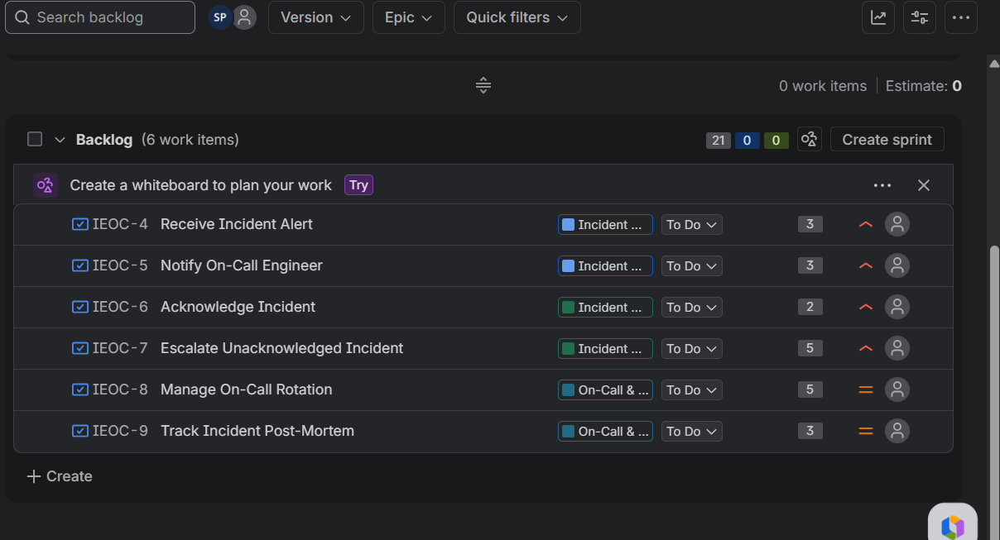 Search backlog SP Version Epic Quick filters
0 work items Estimate: 0
Backlog (6 work items) 21 0 0 Create sprint
Create a whiteboard to plan your work Try
IEOC-4 Receive Incident Alert Incident ... To Do 3
IEOC-5 Notify On-Call Engineer Incident ... To Do 3
IEOC-6 Acknowledge Incident Incident ... To Do 2
IEOC-7 Escalate Unacknowledged Incident Incident ... To Do 5
IEOC-8 Manage On-Call Rotation On-Call & ... To Do 5
IEOC-9 Track Incident Post-Mortem On-Call & ... To Do 3
Create